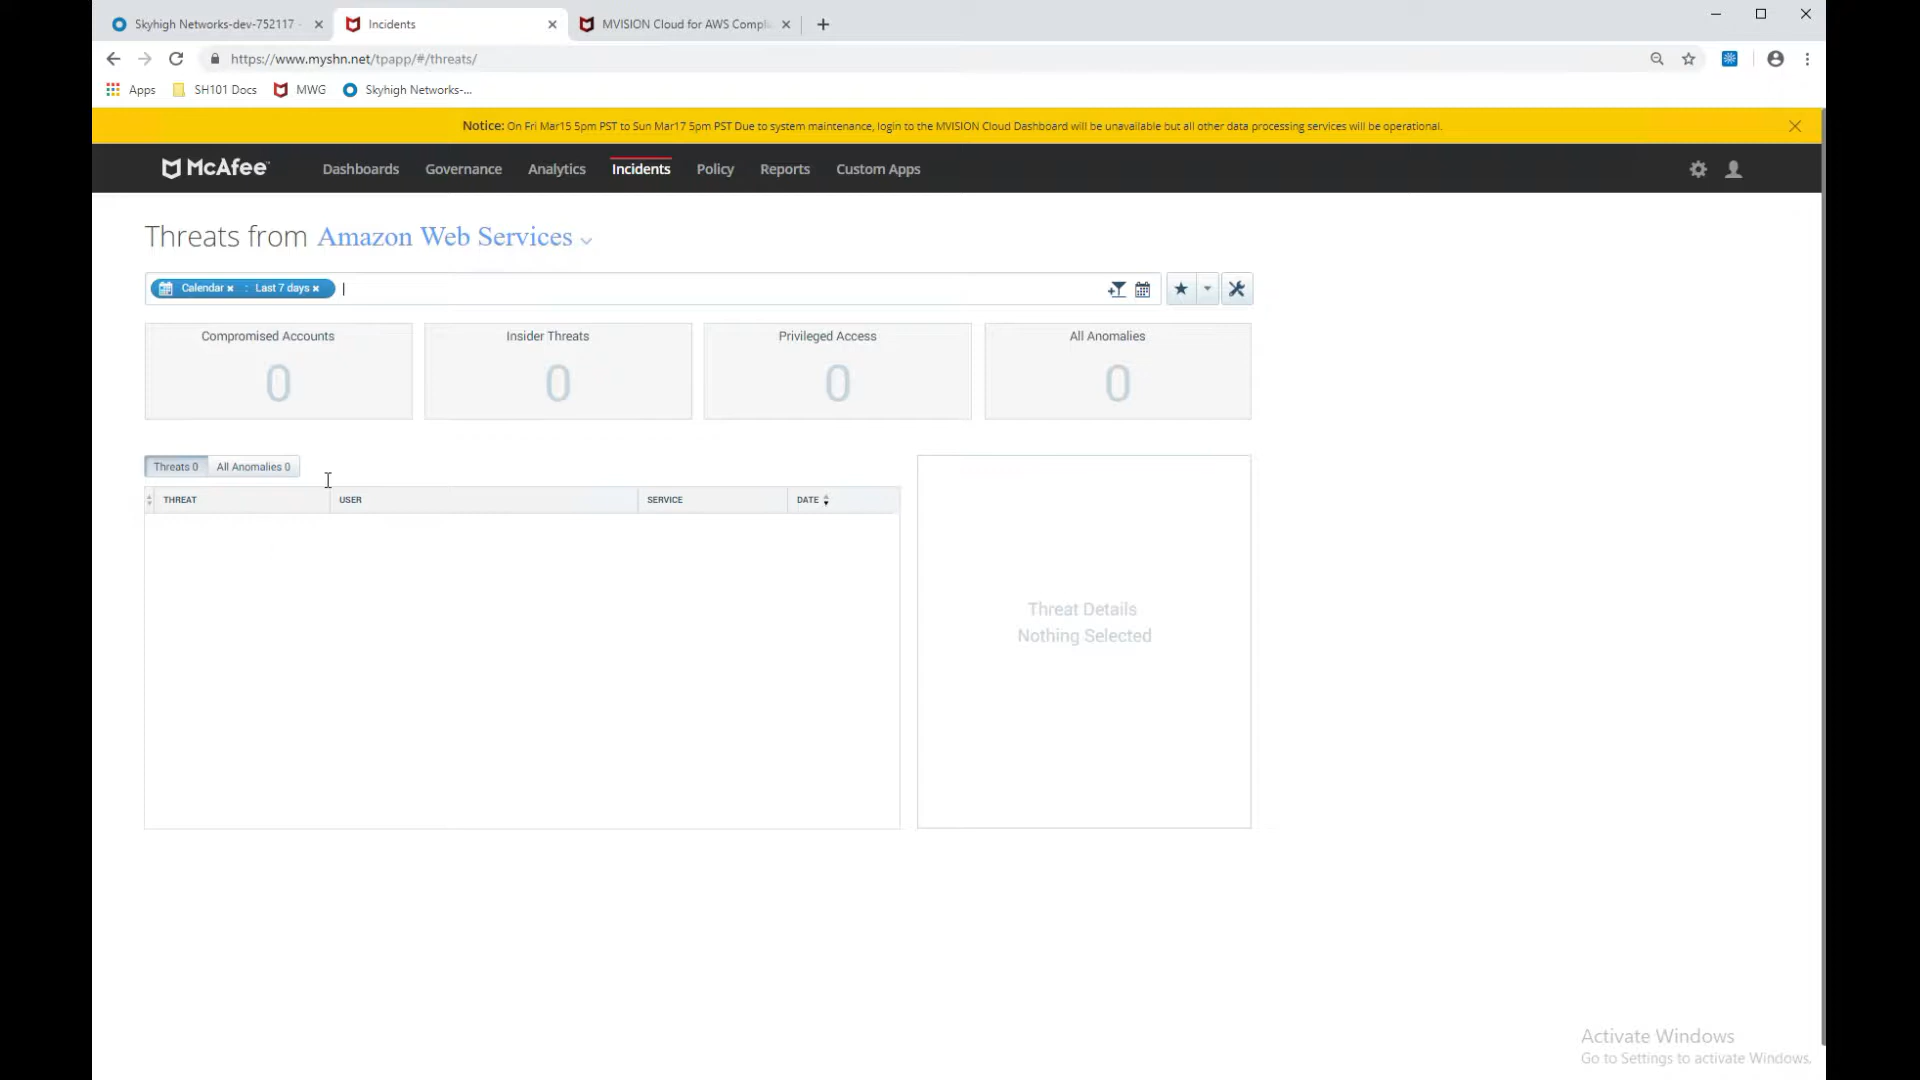 Skyhigh Networks-dev-752117 -
Incidents
MVISION Cloud for AWS Compli
https://www.myshn.net/tpapp/#/threats/
Apps
SH101 Docs
MWG
Skyhigh Networks-...
Notice: On Fri Mar15 5pm PST to Sun Mar17 5pm PST Due to system maintenance, login to the MVISION Cloud Dashboard will be unavailable but all other data processing services will be operational.
McAfee™
Dashboards
Governance
Analytics
Incidents
Policy
Reports
Custom Apps
Threats from Amazon Web Services
Calendar × : Last 7 days ×
Compromised Accounts
0
Insider Threats
0
Privileged Access
0
All Anomalies
0
Threats 0
All Anomalies 0
THREAT
USER
SERVICE
DATE
Threat Details
Nothing Selected
Activate Windows
Go to Settings to activate Windows.